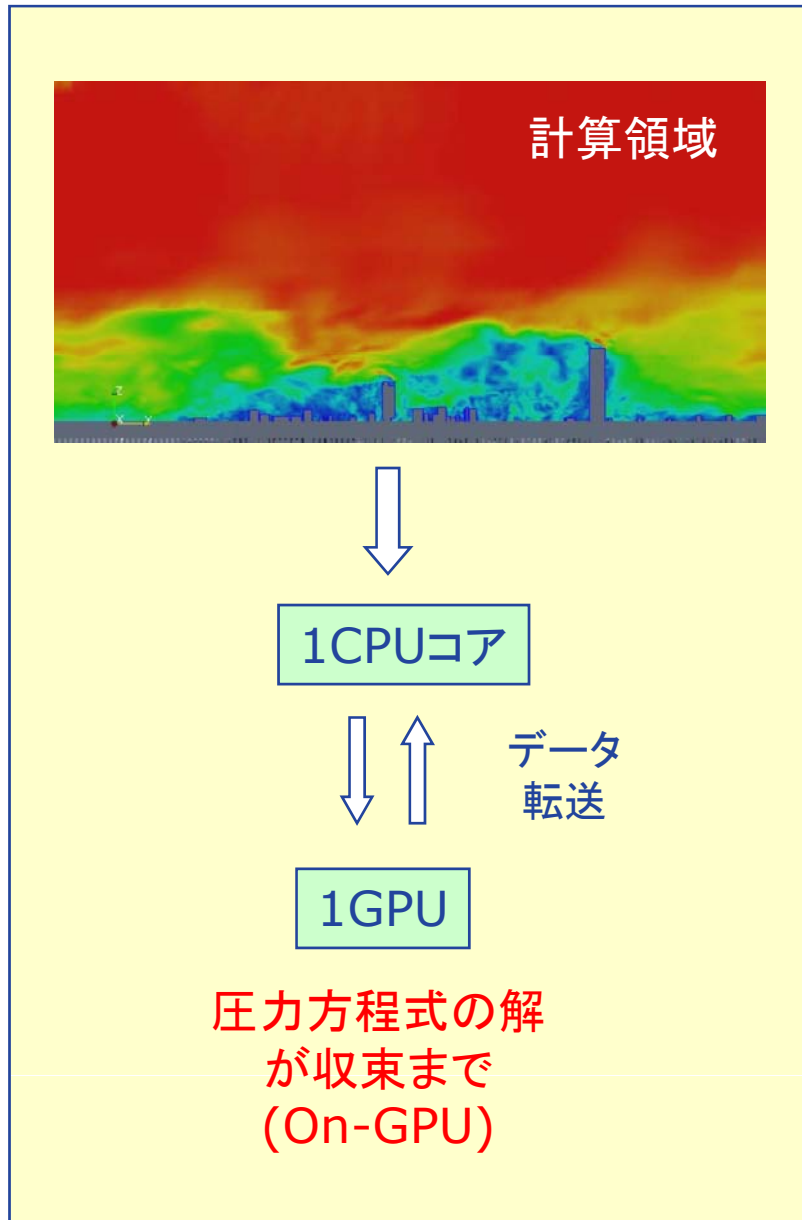 計算領域
Z
X
Y
1CPUコア
データ
転送
1GPU
圧力方程式の解
が収束まで
(On-GPU)